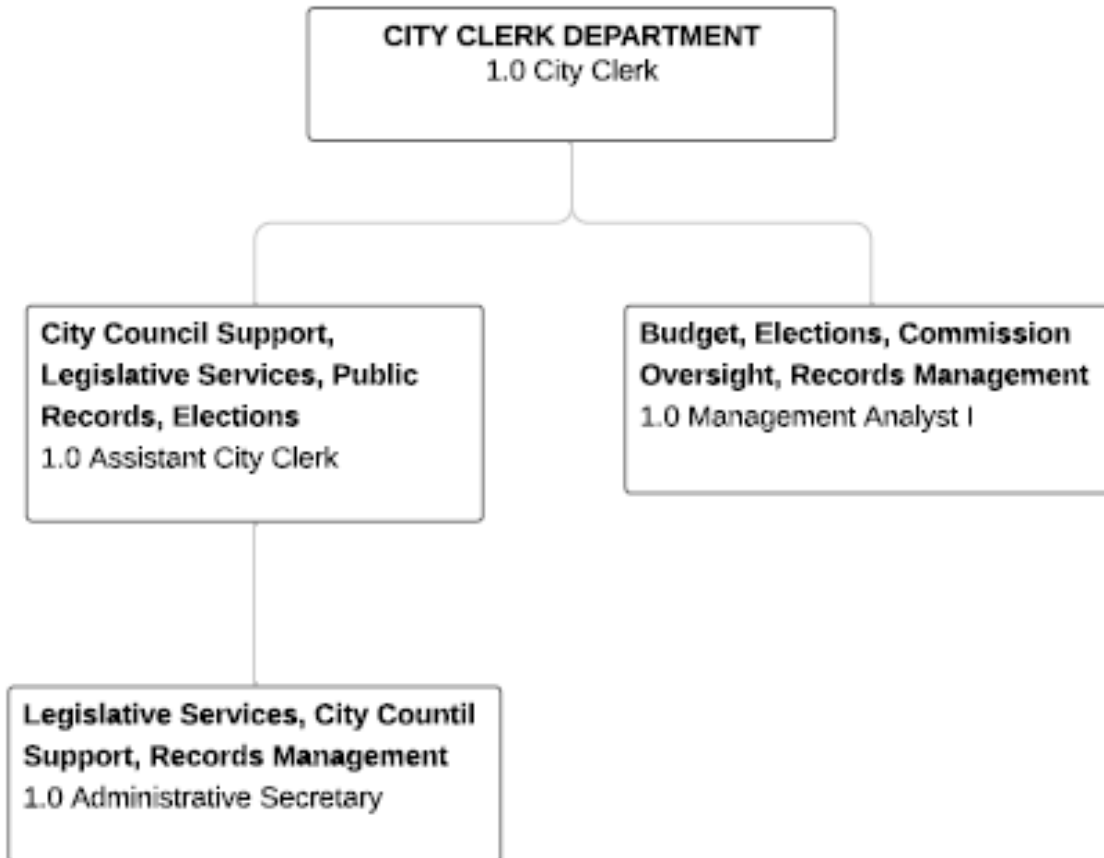 CITY CLERK DEPARTMENT
1.0 City Clerk
City Council Support,
Legislative Services, Public
Records, Elections
1.0 Assistant City Clerk
Budget, Elections, Commission
Oversight, Records Management
1.0 Management Analyst I
Legislative Services, City Countil
Support, Records Management
1.0 Administrative Secretary